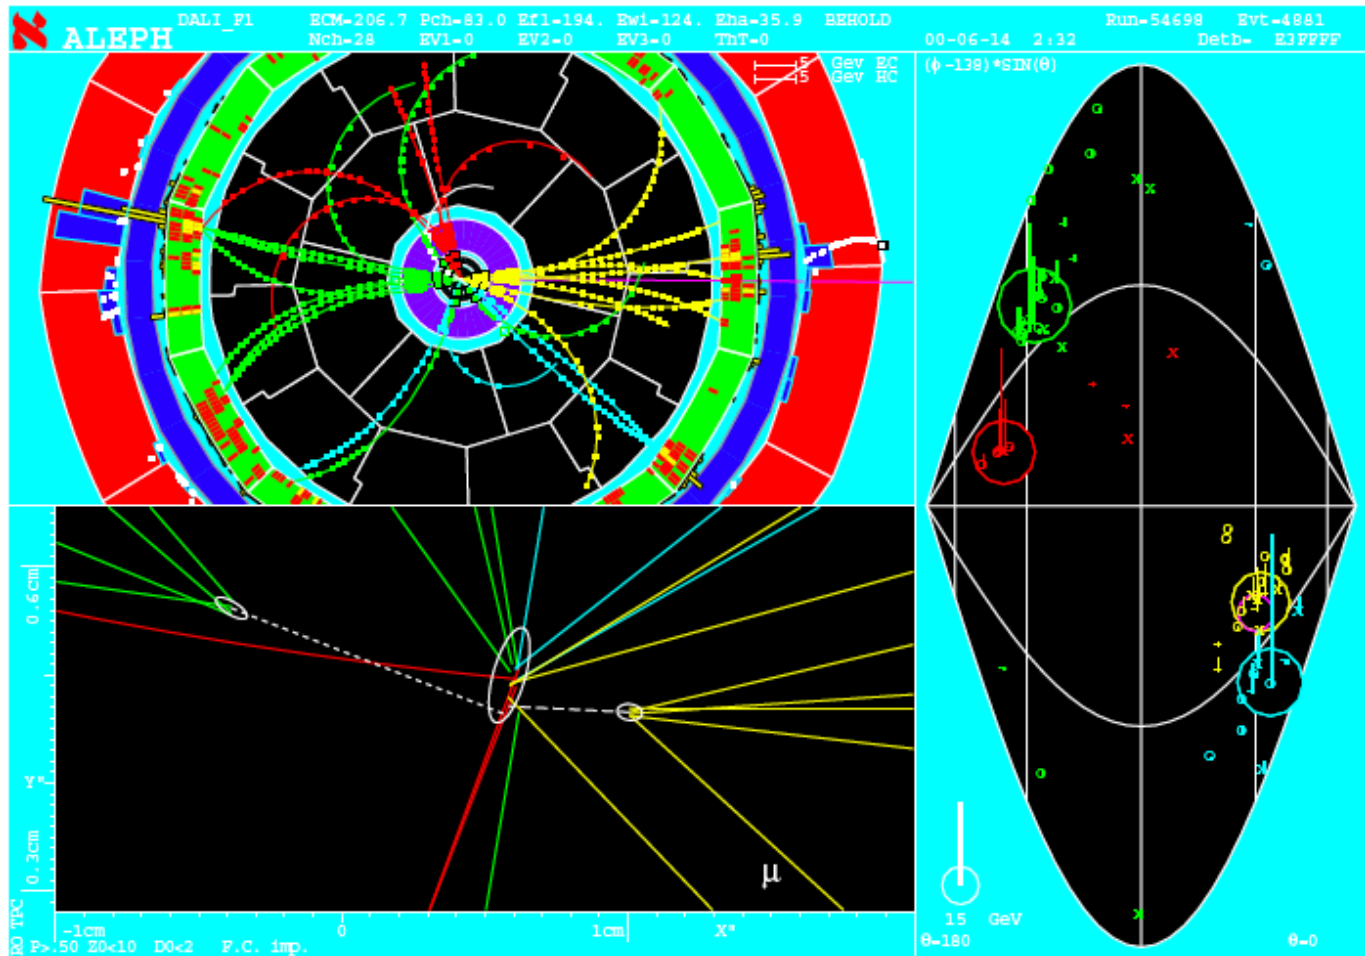 DALI_F1 ECM=206.7 Pch=83.0 Efl=194. Ewi=124. Eha=35.9 BEHOLD Run=54698 Evt=4881
ALEPH Nch=28 EV1=0 EV2=0 EV3=0 ThT=0 00-06-14 2:32 Detb= E3FFFF
5 Gev EC
5 Gev HC
(ϕ-138)*SIN(θ)
0.6cm
Y"
0.3cm
μ
15 GeV
θ=180 θ=0
RO TPC
-1cm 0 1cm X"
P>.50 Z0<10 D0<2 F.C. imp.